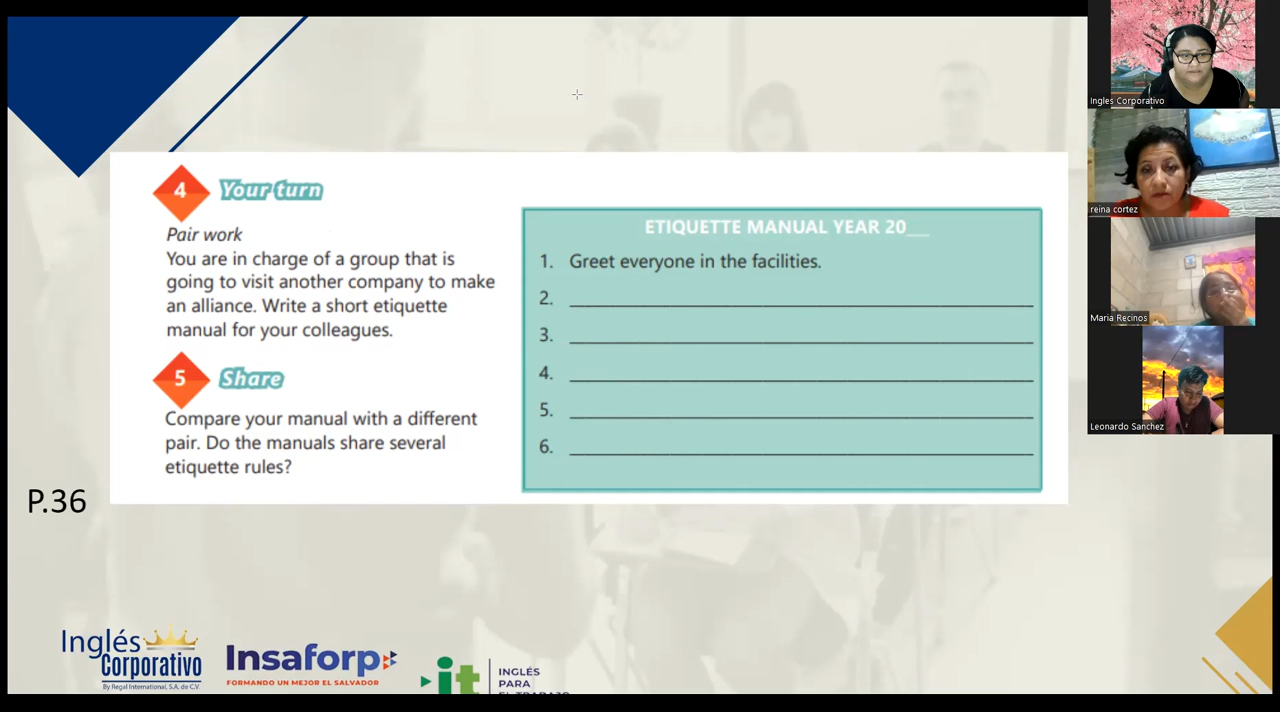 4 Your turn
Pair work
You are in charge of a group that is
going to visit another company to make
an alliance. Write a short etiquette
manual for your colleagues.
5 Share
Compare your manual with a different
pair. Do the manuals share several
etiquette rules?
ETIQUETTE MANUAL YEAR 20__
1. Greet everyone in the facilities.
2.
3.
4.
5.
6.
P.36
Inglés
Corporativo
By Regal International, S.A. de C.V.
Insaforp
FORMANDO UN MEJOR EL SALVADOR
it
INGLÉS
PARA
EL TRABAJO
Ingles Corporativo
reina cortez
Maria Recinos
Leonardo Sanchez